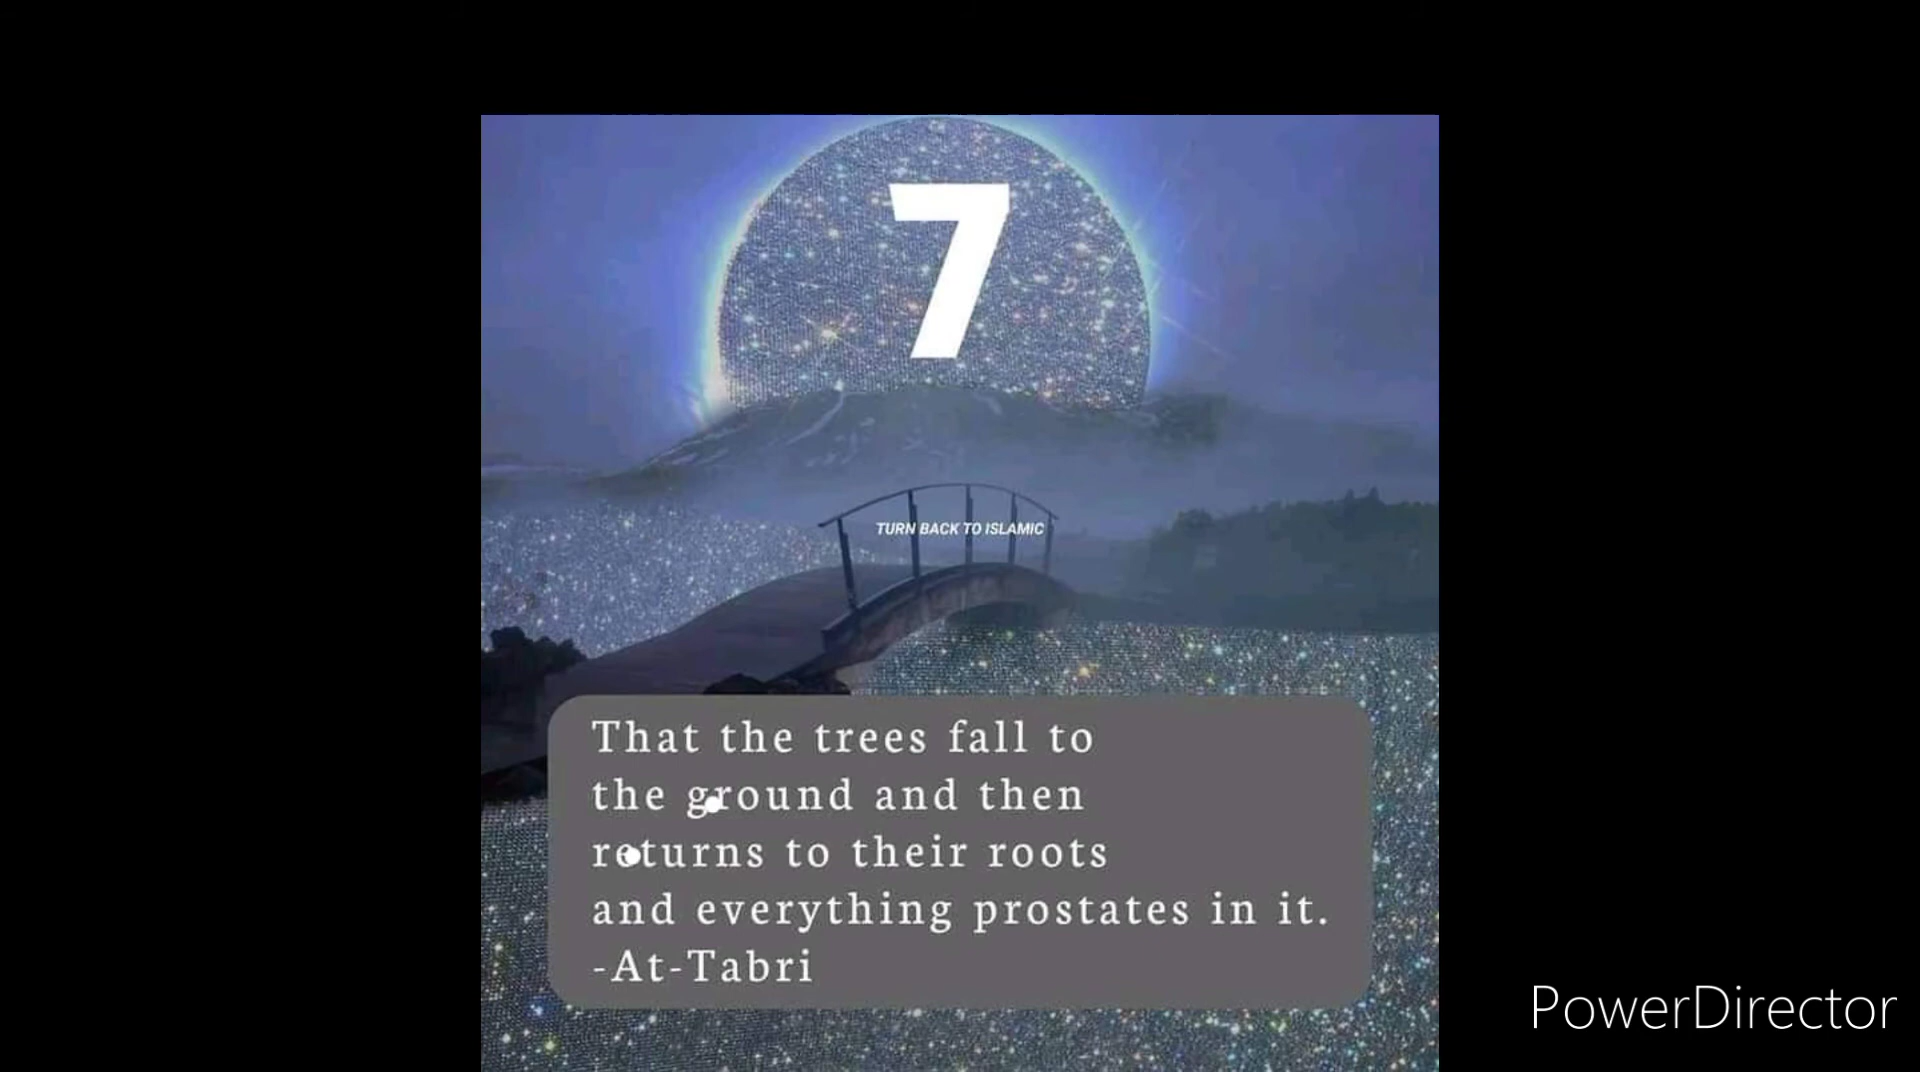 7
TURN BACK TO ISLAMIC
That the trees fall to
the ground and then
returns to their roots
and everything prostates in it.
-At-Tabri
PowerDirector